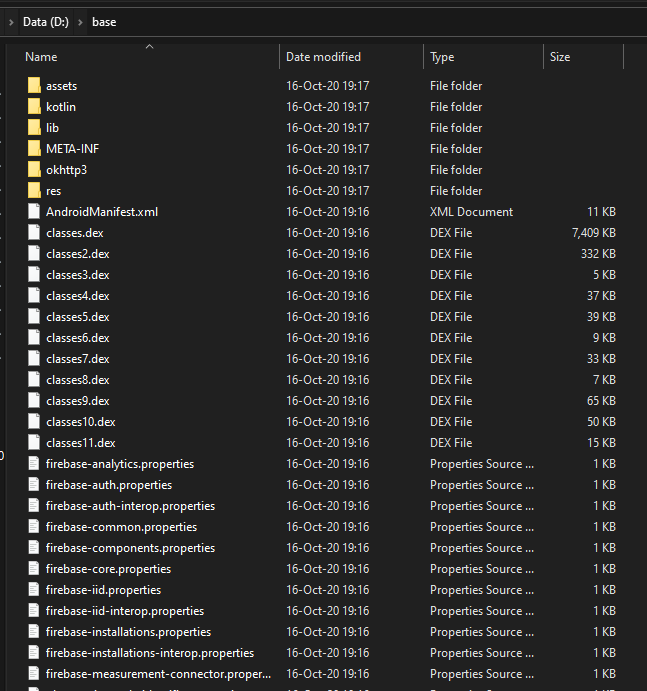 Data (D:) base
Name Date modified Type Size
assets 16-Oct-20 19:17 File folder
kotlin 16-Oct-20 19:17 File folder
lib 16-Oct-20 19:17 File folder
META-INF 16-Oct-20 19:17 File folder
okhttp3 16-Oct-20 19:17 File folder
res 16-Oct-20 19:17 File folder
AndroidManifest.xml 16-Oct-20 19:16 XML Document 11 KB
classes.dex 16-Oct-20 19:16 DEX File 7,409 KB
classes2.dex 16-Oct-20 19:16 DEX File 332 KB
classes3.dex 16-Oct-20 19:16 DEX File 5 KB
classes4.dex 16-Oct-20 19:16 DEX File 37 KB
classes5.dex 16-Oct-20 19:16 DEX File 39 KB
classes6.dex 16-Oct-20 19:16 DEX File 9 KB
classes7.dex 16-Oct-20 19:16 DEX File 33 KB
classes8.dex 16-Oct-20 19:16 DEX File 7 KB
classes9.dex 16-Oct-20 19:16 DEX File 65 KB
classes10.dex 16-Oct-20 19:16 DEX File 50 KB
classes11.dex 16-Oct-20 19:16 DEX File 15 KB
firebase-analytics.properties 16-Oct-20 19:16 Properties Source ... 1 KB
firebase-auth.properties 16-Oct-20 19:16 Properties Source ... 1 KB
firebase-auth-interop.properties 16-Oct-20 19:16 Properties Source ... 1 KB
firebase-common.properties 16-Oct-20 19:16 Properties Source ... 1 KB
firebase-components.properties 16-Oct-20 19:16 Properties Source ... 1 KB
firebase-core.properties 16-Oct-20 19:16 Properties Source ... 1 KB
firebase-iid.properties 16-Oct-20 19:16 Properties Source ... 1 KB
firebase-iid-interop.properties 16-Oct-20 19:16 Properties Source ... 1 KB
firebase-installations.properties 16-Oct-20 19:16 Properties Source ... 1 KB
firebase-installations-interop.properties 16-Oct-20 19:16 Properties Source ... 1 KB
firebase-measurement-connector.proper... 16-Oct-20 19:16 Properties Source ... 1 KB